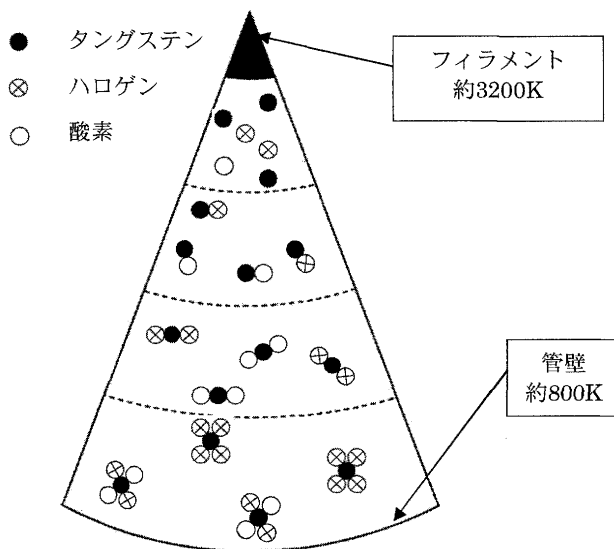 タングステン
ハロゲン
酸素
フィラメント
約3200K
管壁
約800K